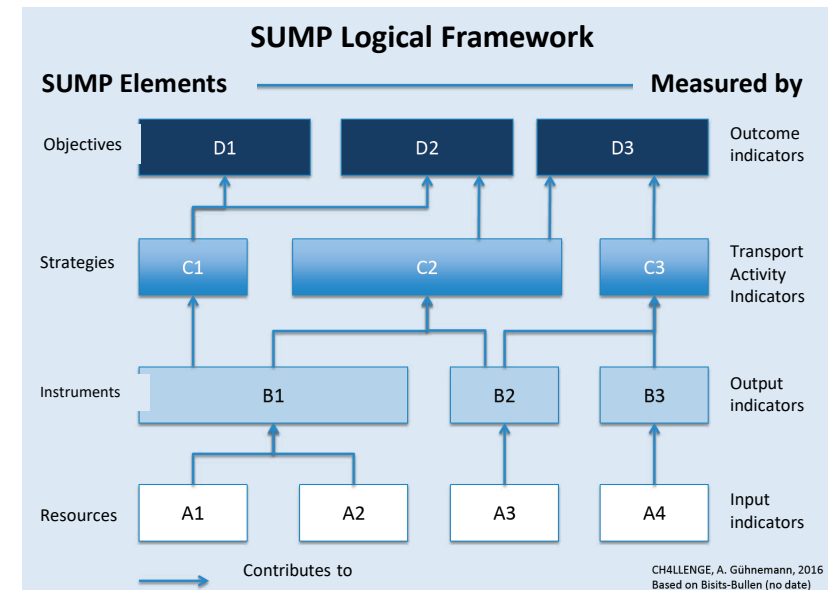 SUMP Logical Framework
SUMP Elements
Measured by
Objectives
D1
D2
D3
Outcome
indicators
Strategies
C1
C2
C3
Transport
Activity
Indicators
Instruments
B1
B2
B3
Output
indicators
Resources
A1
A2
A3
A4
Input
indicators
Contributes to
CH4LLENGE, A. Gühnemann, 2016
Based on Bisits-Bullen (no date)